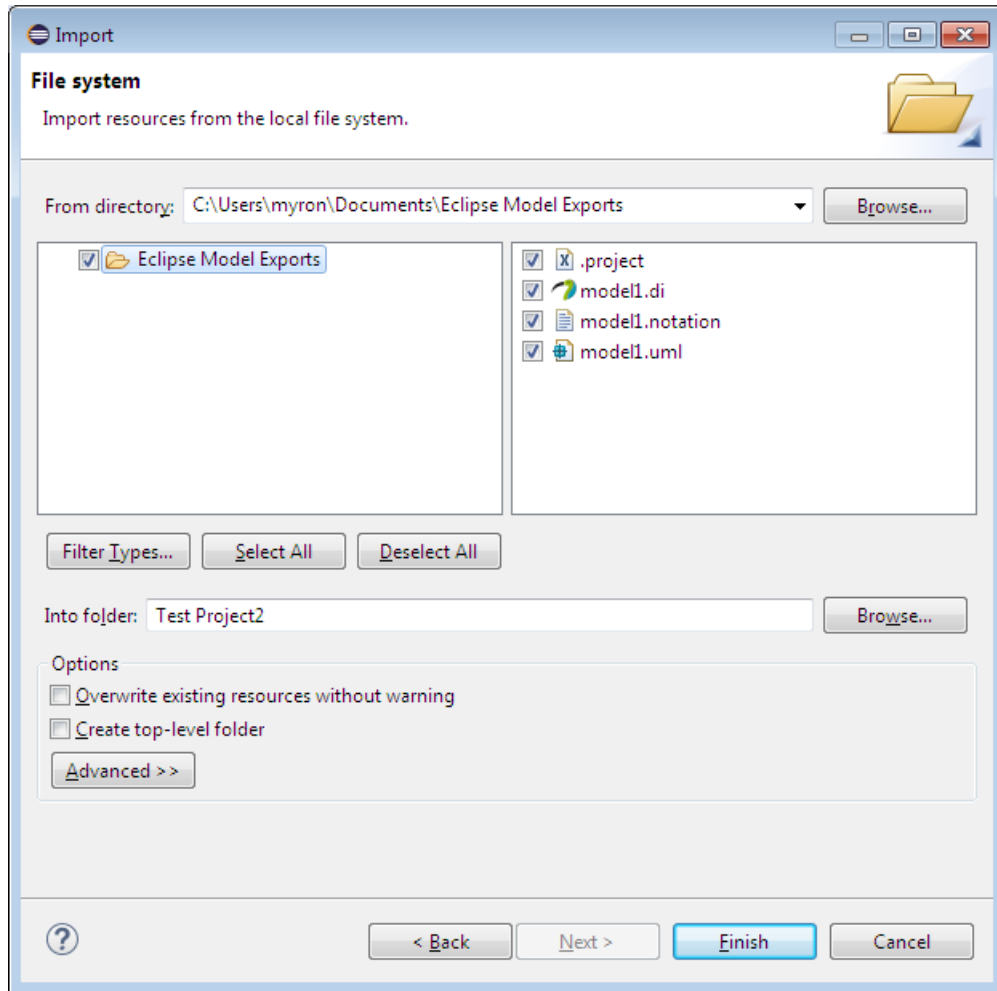 Import
File system
Import resources from the local file system.
From directory: C:\Users\myron\Documents\Eclipse Model Exports Browse...
Eclipse Model Exports
.project
model1.di
model1.notation
model1.uml
Filter Types... Select All Deselect All
Into folder: Test Project2 Browse...
Options
Overwrite existing resources without warning
Create top-level folder
Advanced >>
? < Back Next > Finish Cancel